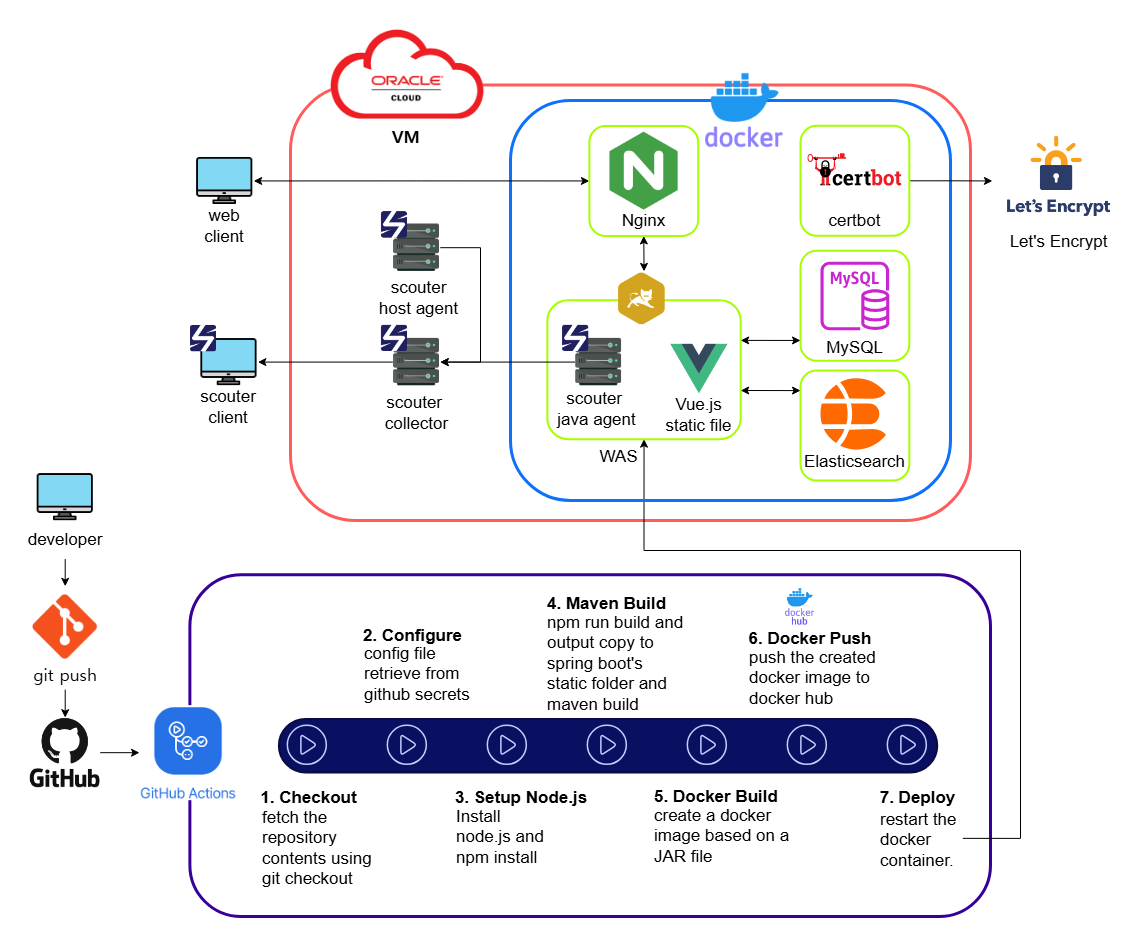 ORACLE
CLOUD
VM
docker
Nginx
certbot
certbot
Let's Encrypt
Let's Encrypt
web
client
scouter
host agent
MySQL
MySQL
scouter
client
scouter
collector
scouter
java agent
Vue.js
static file
WAS
Elasticsearch
developer
git push
GitHub
GitHub Actions
2. Configure
config file
retrieve from
github secrets
4. Maven Build
npm run build and
output copy to
spring boot's
static folder and
maven build
docker
hub
6. Docker Push
push the created
docker image to
docker hub
1. Checkout
fetch the
repository
contents using
git checkout
3. Setup Node.js
Install
node.js and
npm install
5. Docker Build
create a docker
image based on a
JAR file
7. Deploy
restart the
docker
container.